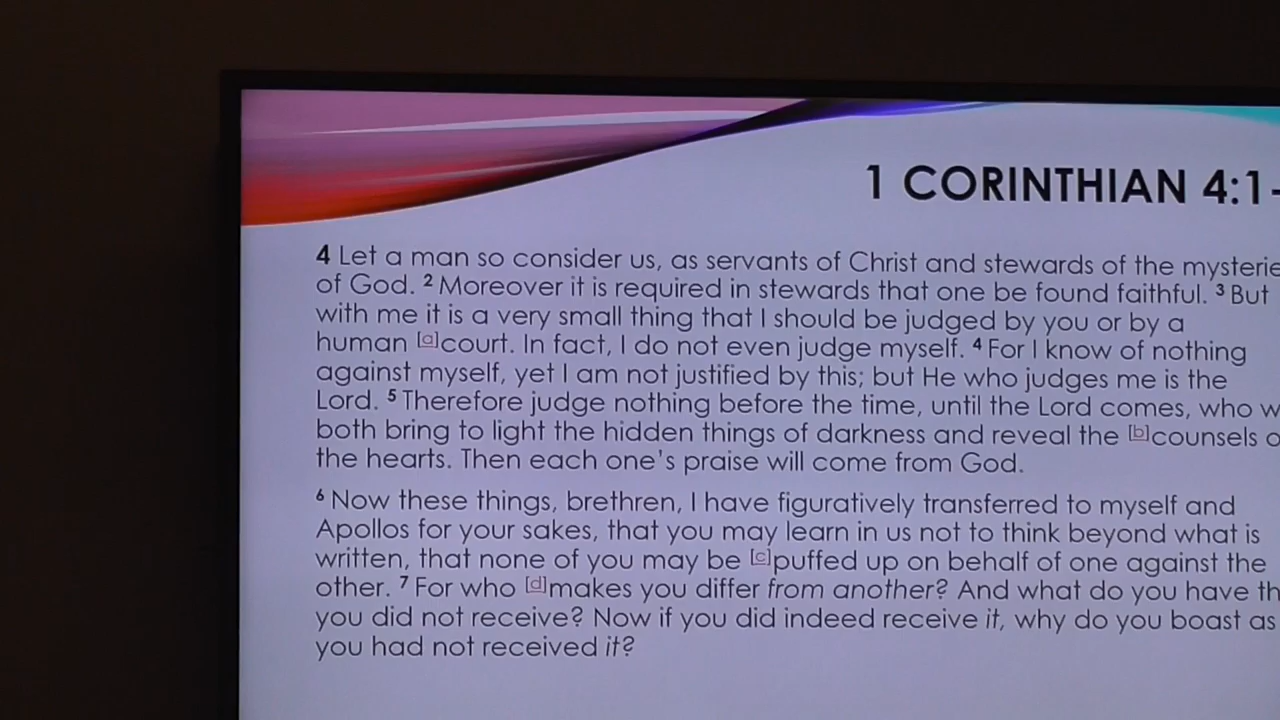 1 CORINTHIAN 4:1-
4 Let a man so consider us, as servants of Christ and stewards of the mysterie
of God. 2 Moreover it is required in stewards that one be found faithful. 3 But
with me it is a very small thing that I should be judged by you or by a
human [a]court. In fact, I do not even judge myself. 4 For I know of nothing
against myself, yet I am not justified by this; but He who judges me is the
Lord. 5 Therefore judge nothing before the time, until the Lord comes, who w
both bring to light the hidden things of darkness and reveal the [b]counsels o
the hearts. Then each one's praise will come from God.
6 Now these things, brethren, I have figuratively transferred to myself and
Apollos for your sakes, that you may learn in us not to think beyond what is
written, that none of you may be [c]puffed up on behalf of one against the
other. 7 For who [d]makes you differ from another? And what do you have th
you did not receive? Now if you did indeed receive it, why do you boast as
you had not received it?